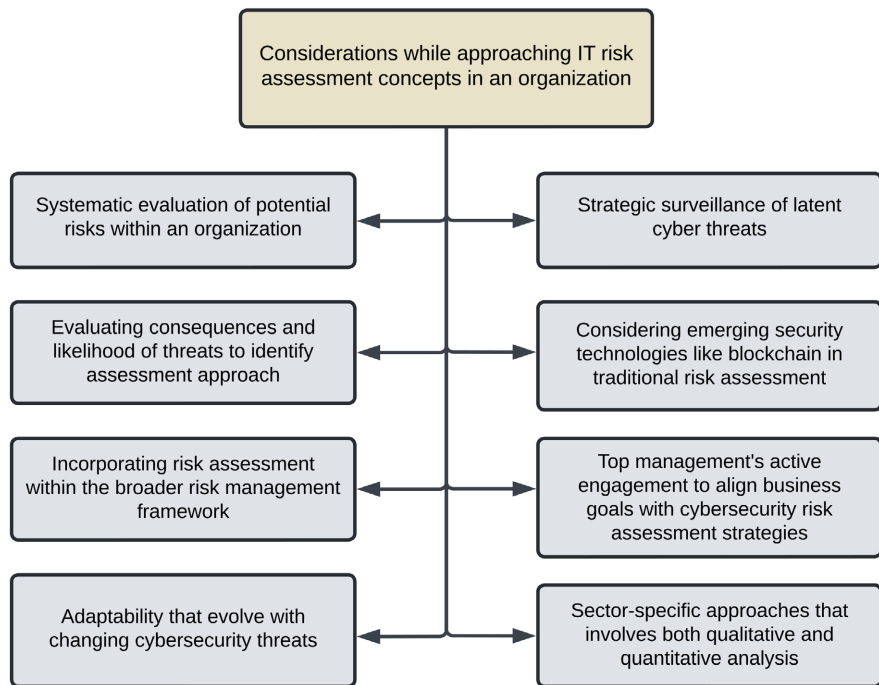 Considerations while approaching IT risk
assessment concepts in an organization
Systematic evaluation of potential
risks within an organization
Strategic surveillance of latent
cyber threats
Evaluating consequences and
likelihood of threats to identify
assessment approach
Considering emerging security
technologies like blockchain in
traditional risk assessment
Incorporating risk assessment
within the broader risk management
framework
Top management's active
engagement to align business
goals with cybersecurity risk
assessment strategies
Adaptability that evolve with
changing cybersecurity threats
Sector-specific approaches that
involves both qualitative and
quantitative analysis